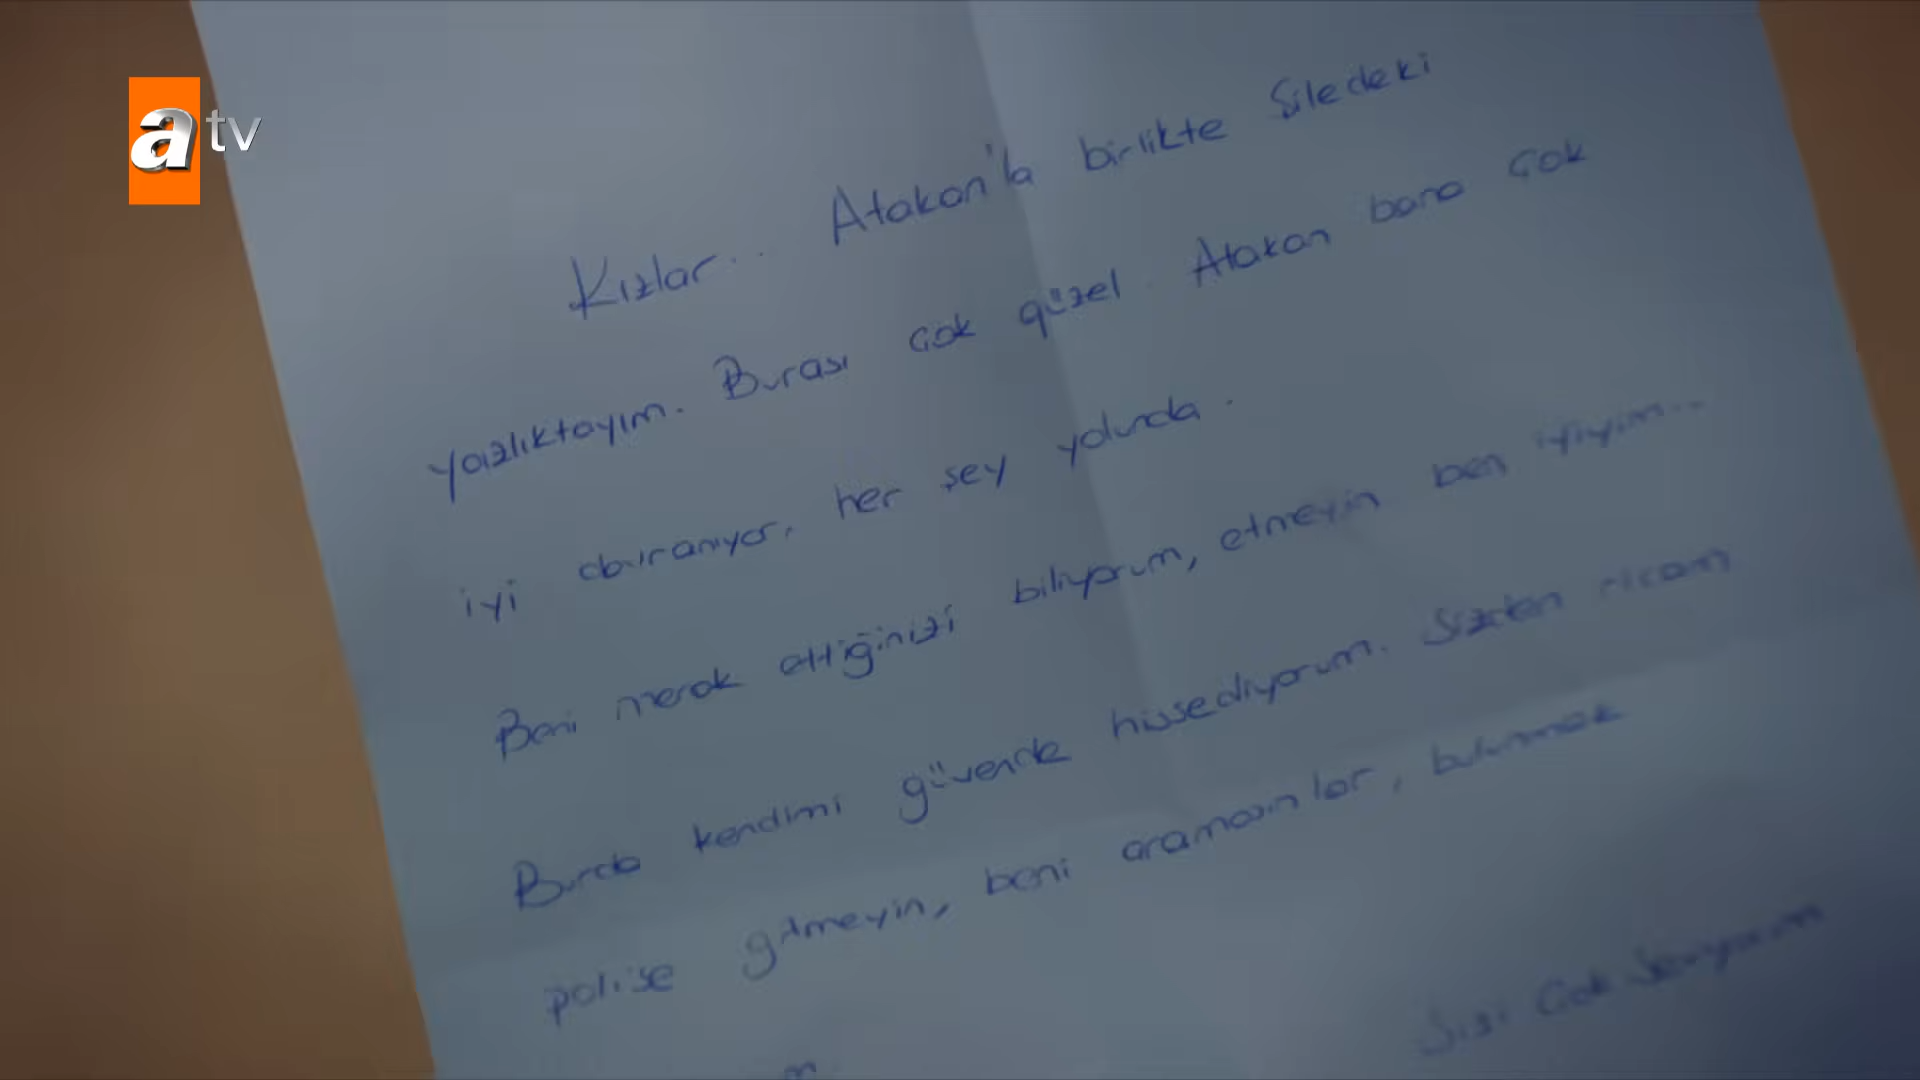 atv
Kızlar.. Atakan'la birlikte Şiledeki
yazlıktayım. Burası çok güzel. Atakan bana çok
iyi davranıyor, her şey yolunda.
Beni merak ettiğinizi biliyorum, etmeyin ben iyiyim...
Burda kendimi güvende hissediyorum. Sizden ricam
polise gitmeyin, beni aramasınlar, bulunmak
Sizi Çok Seviyorum